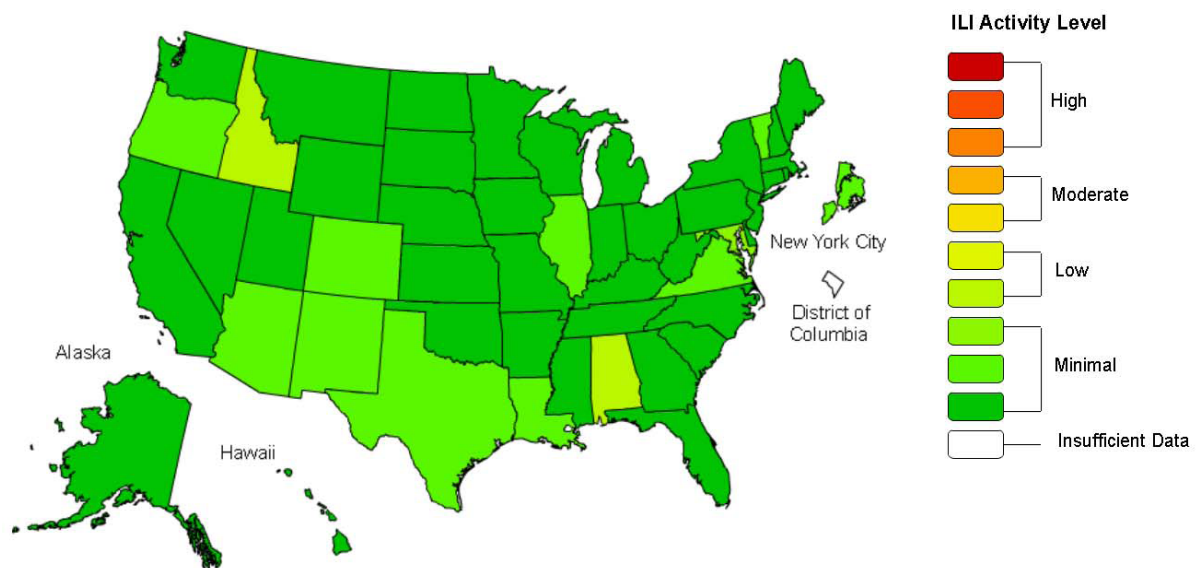 ILI Activity Level
High
Moderate
New York City
Low
District of
Columbia
Alaska
Minimal
Hawaii
Insufficient Data